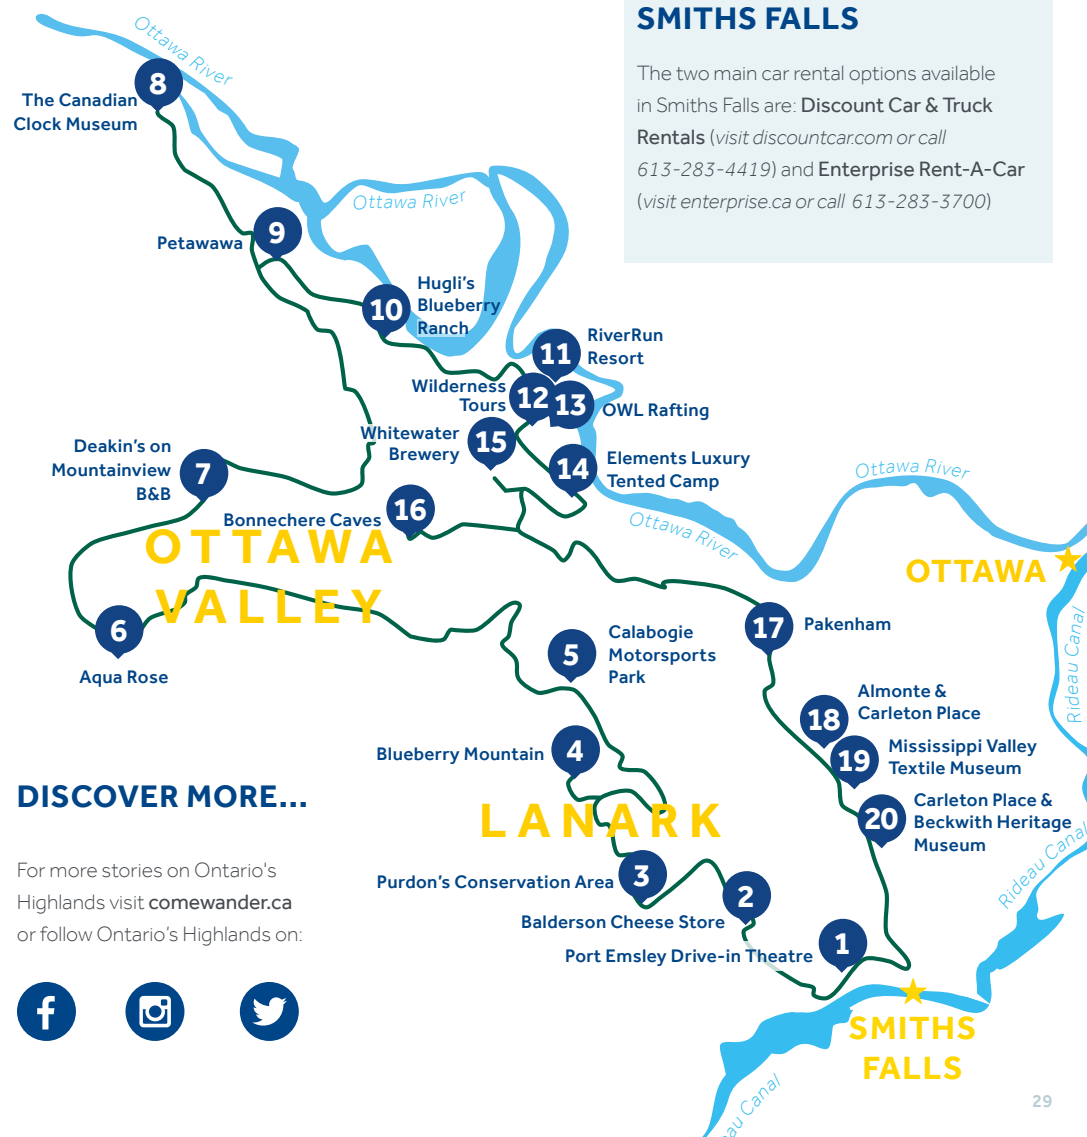 SMITHS FALLS
The two main car rental options available
in Smiths Falls are: Discount Car & Truck
Rentals (visit discountcar.com or call
613-283-4419) and Enterprise Rent-A-Car
(visit enterprise.ca or call 613-283-3700)
Ottawa River
8
The Canadian
Clock Museum
Ottawa River
9
Petawawa
10
Hugli's
Blueberry
Ranch
11
RiverRun
Resort
12
Wilderness
Tours
13
OWL Rafting
15
Whitewater
Brewery
14
Elements Luxury
Tented Camp
7
Deakin's on
Mountainview
B&B
16
Bonnechere Caves
Ottawa River
Ottawa River
OTTAWA
VALLEY
OTTAWA
Rideau Canal
6
Aqua Rose
5
Calabogie
Motorsports
Park
17
Pakenham
18
Almonte &
Carleton Place
19
Mississippi Valley
Textile Museum
4
Blueberry Mountain
LANARK
20
Carleton Place &
Beckwith Heritage
Museum
Rideau Canal
3
Purdon's Conservation Area
2
Balderson Cheese Store
1
Port Emsley Drive-in Theatre
SMITHS
FALLS
Canal
DISCOVER MORE...
For more stories on Ontario's
Highlands visit comewander.ca
or follow Ontario's Highlands on:
29